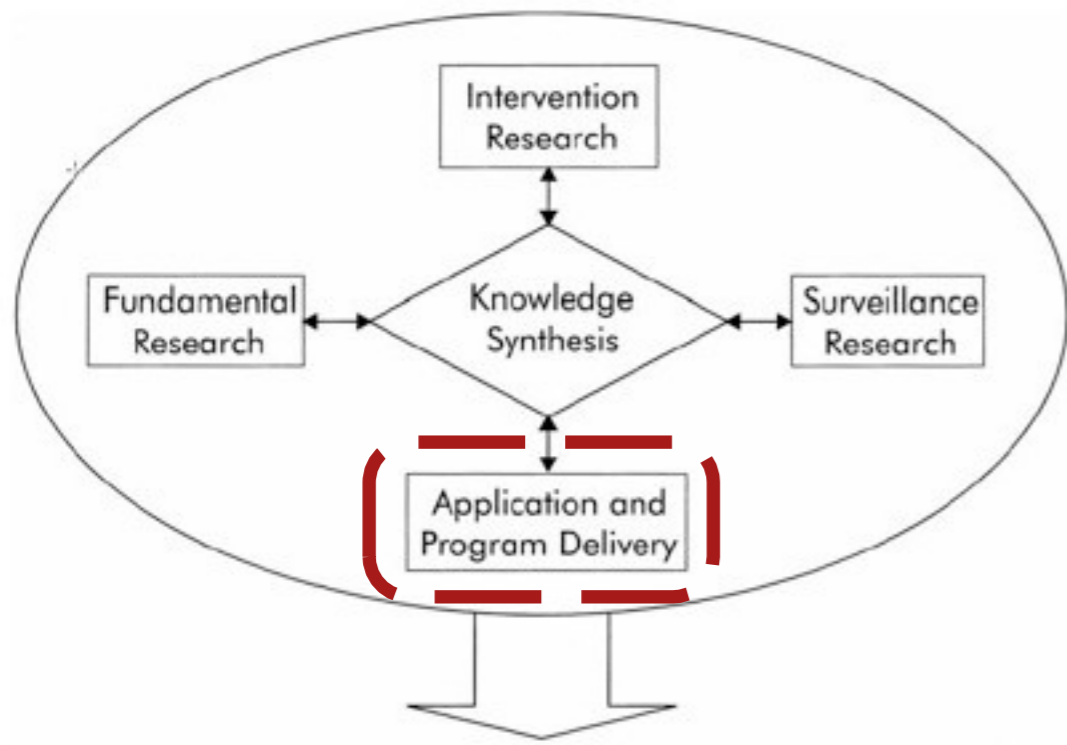 Intervention
Research
Fundamental
Research
Knowledge
Synthesis
Surveillance
Research
Application and
Program Delivery